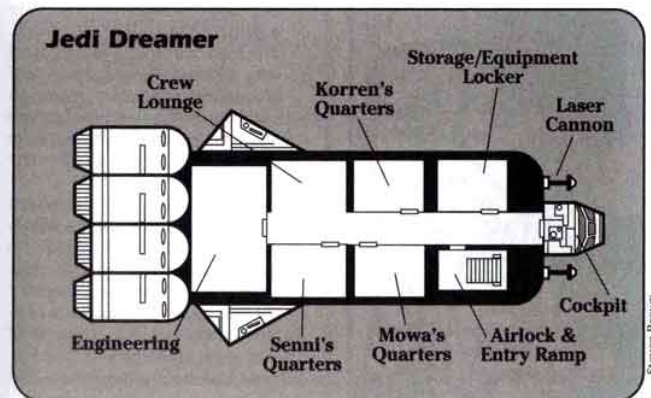 Jedi Dreamer
Crew
Lounge
Korren's
Quarters
Storage/Equipment
Locker
Laser
Cannon
Engineering
Senni's
Quarters
Mowa's
Quarters
Airlock &
Entry Ramp
Cockpit